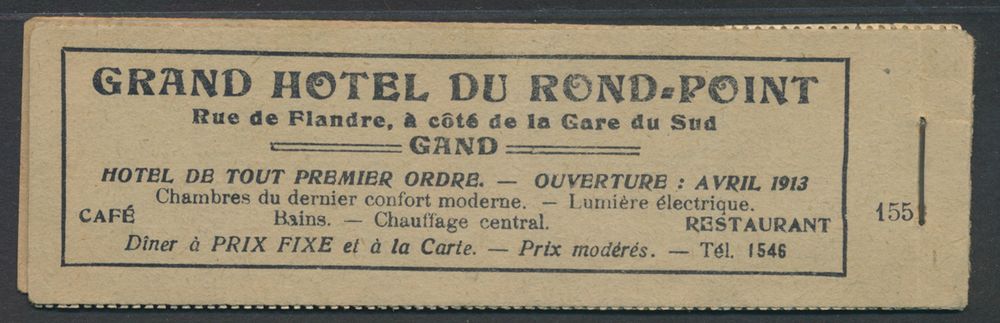 GRAND HOTEL DU ROND-POINT
Rue de Flandre, à côté de la Gare du Sud
GAND
HOTEL DE TOUT PREMIER ORDRE. — OUVERTURE : AVRIL 1913
Chambres du dernier confort moderne. — Lumière électrique.
CAFÉ Bains. — Chauffage central. RESTAURANT
Dîner à PRIX FIXE et à la Carte. — Prix modérés. — Tél. 1546
155